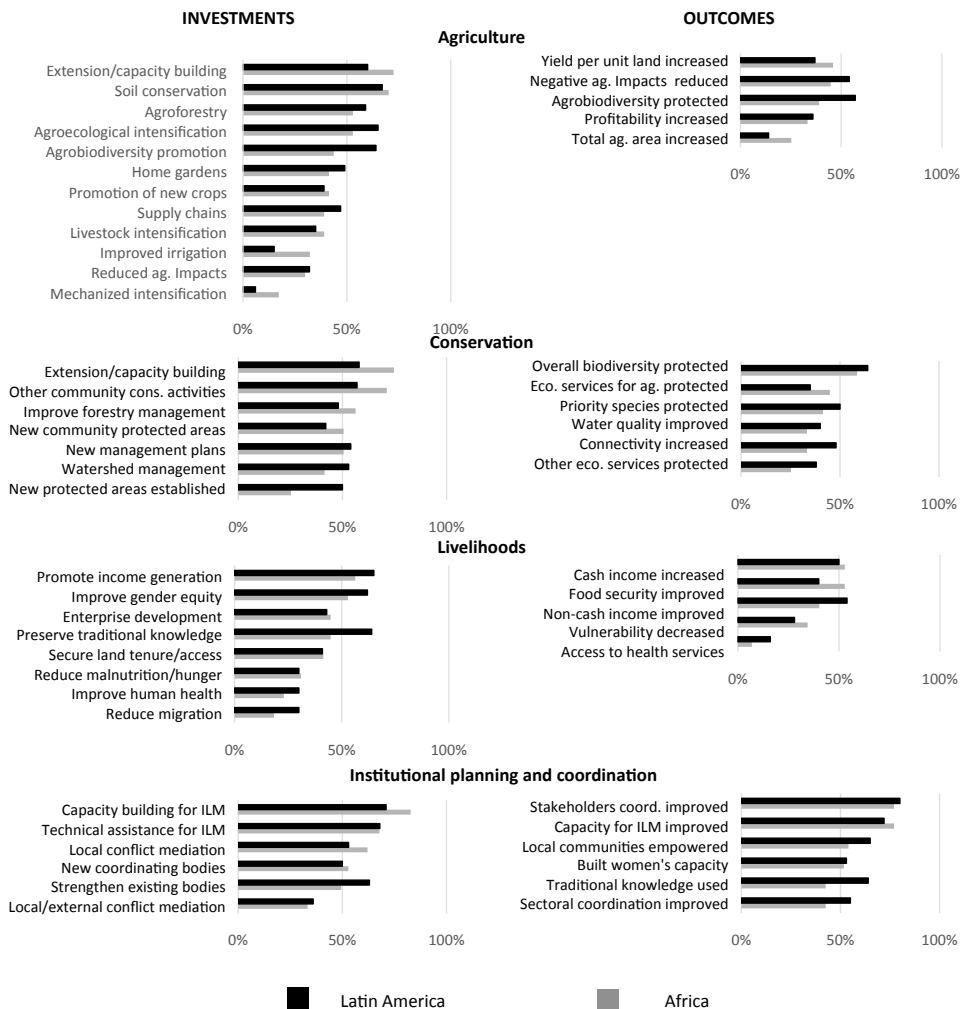 INVESTMENTS
OUTCOMES
Agriculture
Extension/capacity building
Soil conservation
Agroforestry
Agroecological intensification
Agrobiodiversity promotion
Home gardens
Promotion of new crops
Supply chains
Livestock intensification
Improved irrigation
Reduced ag. Impacts
Mechanized intensification
0% 50% 100%
Yield per unit land increased
Negative ag. Impacts reduced
Agrobiodiversity protected
Profitability increased
Total ag. area increased
0% 50% 100%
Conservation
Extension/capacity building
Other community cons. activities
Improve forestry management
New community protected areas
New management plans
Watershed management
New protected areas established
0% 50% 100%
Overall biodiversity protected
Eco. services for ag. protected
Priority species protected
Water quality improved
Connectivity increased
Other eco. services protected
0% 50% 100%
Livelihoods
Promote income generation
Improve gender equity
Enterprise development
Preserve traditional knowledge
Secure land tenure/access
Reduce malnutrition/hunger
Improve human health
Reduce migration
0% 50% 100%
Cash income increased
Food security improved
Non-cash income improved
Vulnerability decreased
Access to health services
0% 50% 100%
Institutional planning and coordination
Capacity building for ILM
Technical assistance for ILM
Local conflict mediation
New coordinating bodies
Strengthen existing bodies
Local/external conflict mediation
0% 50% 100%
Stakeholders coord. improved
Capacity for ILM improved
Local communities empowered
Built women's capacity
Traditional knowledge used
Sectoral coordination improved
0% 50% 100%
Latin America
Africa